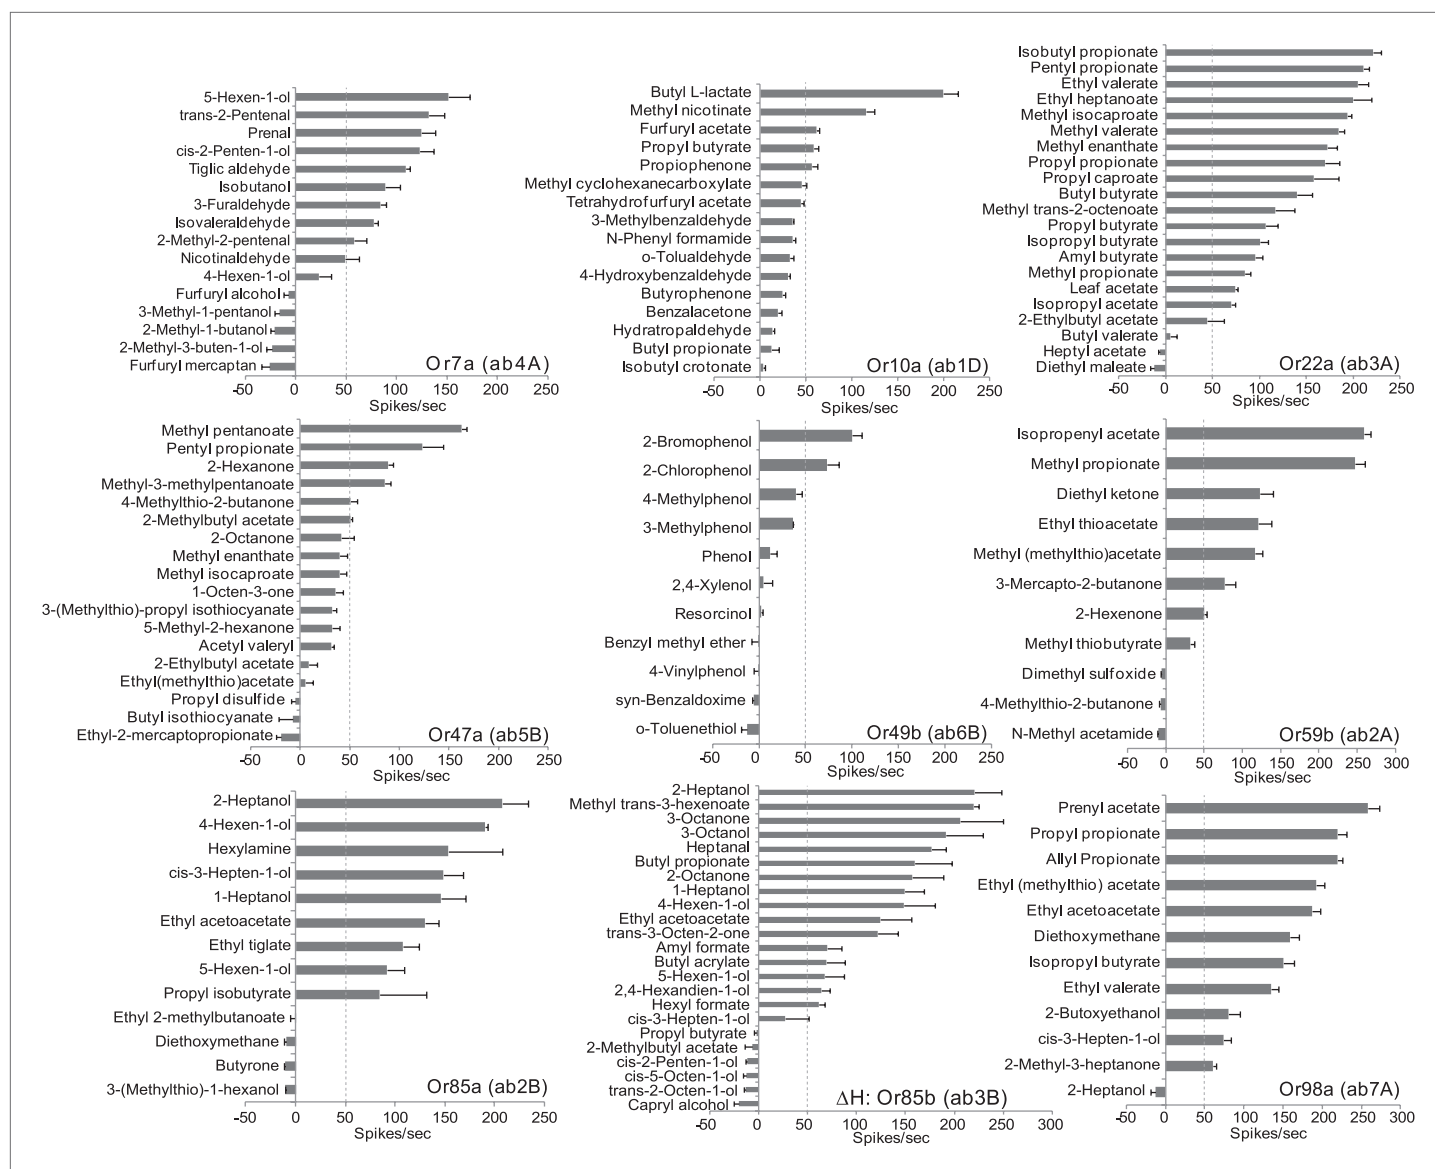 5-Hexen-1-ol
trans-2-Pentenal
Prenal
cis-2-Penten-1-ol
Tiglic aldehyde
Isobutanol
3-Furaldehyde
Isovaleraldehyde
2-Methyl-2-pentenal
Nicotinaldehyde
4-Hexen-1-ol
Furfuryl alcohol
3-Methyl-1-pentanol
2-Methyl-1-butanol
2-Methyl-3-buten-1-ol
Furfuryl mercaptan
Or7a (ab4A)
-50 0 50 100 150 200 250
Spikes/sec
Butyl L-lactate
Methyl nicotinate
Furfuryl acetate
Propyl butyrate
Propiophenone
Methyl cyclohexanecarboxylate
Tetrahydrofurfuryl acetate
3-Methylbenzaldehyde
N-Phenyl formamide
o-Tolualdehyde
4-Hydroxybenzaldehyde
Butyrophenone
Benzalacetone
Hydratropaldehyde
Butyl propionate
Isobutyl crotonate
Or10a (ab1D)
-50 0 50 100 150 200 250
Spikes/sec
Isobutyl propionate
Pentyl propionate
Ethyl valerate
Ethyl heptanoate
Methyl isocaproate
Methyl valerate
Methyl enanthate
Propyl propionate
Propyl caproate
Butyl butyrate
Methyl trans-2-octenoate
Propyl butyrate
Isopropyl butyrate
Amyl butyrate
Methyl propionate
Leaf acetate
Isopropyl acetate
2-Ethylbutyl acetate
Butyl valerate
Heptyl acetate
Diethyl maleate
Or22a (ab3A)
-50 0 50 100 150 200 250
Spikes/sec
Methyl pentanoate
Pentyl propionate
2-Hexanone
Methyl-3-methylpentanoate
4-Methylthio-2-butanone
2-Methylbutyl acetate
2-Octanone
Methyl enanthate
Methyl isocaproate
1-Octen-3-one
3-(Methylthio)-propyl isothiocyanate
5-Methyl-2-hexanone
Acetyl valeryl
2-Ethylbutyl acetate
Ethyl(methylthio)acetate
Propyl disulfide
Butyl isothiocyanate
Ethyl-2-mercaptopropionate
Or47a (ab5B)
-50 0 50 100 150 200 250
Spikes/sec
2-Bromophenol
2-Chlorophenol
4-Methylphenol
3-Methylphenol
Phenol
2,4-Xylenol
Resorcinol
Benzyl methyl ether
4-Vinylphenol
syn-Benzaldoxime
o-Toluenethiol
Or49b (ab6B)
-50 0 50 100 150 200 250
Spikes/sec
Isopropenyl acetate
Methyl propionate
Diethyl ketone
Ethyl thioacetate
Methyl (methylthio)acetate
3-Mercapto-2-butanone
2-Hexenone
Methyl thiobutyrate
Dimethyl sulfoxide
4-Methylthio-2-butanone
N-Methyl acetamide
Or59b (ab2A)
-50 0 50 100 150 200 250 300
Spikes/sec
2-Heptanol
4-Hexen-1-ol
Hexylamine
cis-3-Hepten-1-ol
1-Heptanol
Ethyl acetoacetate
Ethyl tiglate
5-Hexen-1-ol
Propyl isobutyrate
Ethyl 2-methylbutanoate
Diethoxymethane
Butyrone
3-(Methylthio)-1-hexanol
Or85a (ab2B)
-50 0 50 100 150 200 250
Spikes/sec
2-Heptanol
Methyl trans-3-hexenoate
3-Octanone
3-Octanol
Heptanal
Butyl propionate
2-Octanone
1-Heptanol
4-Hexen-1-ol
Ethyl acetoacetate
trans-3-Octen-2-one
Amyl formate
Butyl acrylate
5-Hexen-1-ol
2,4-Hexandien-1-ol
Hexyl formate
cis-3-Hepten-1-ol
Propyl butyrate
2-Methylbutyl acetate
cis-2-Penten-1-ol
cis-5-Octen-1-ol
trans-2-Octen-1-ol
Capryl alcohol
ΔH: Or85b (ab3B)
-50 0 50 100 150 200 250 300
Spikes/sec
Prenyl acetate
Propyl propionate
Allyl Propionate
Ethyl (methylthio) acetate
Ethyl acetoacetate
Diethoxymethane
Isopropyl butyrate
Ethyl valerate
2-Butoxyethanol
cis-3-Hepten-1-ol
2-Methyl-3-heptanone
2-Heptanol
Or98a (ab7A)
-50 0 50 100 150 200 250 300
Spikes/sec